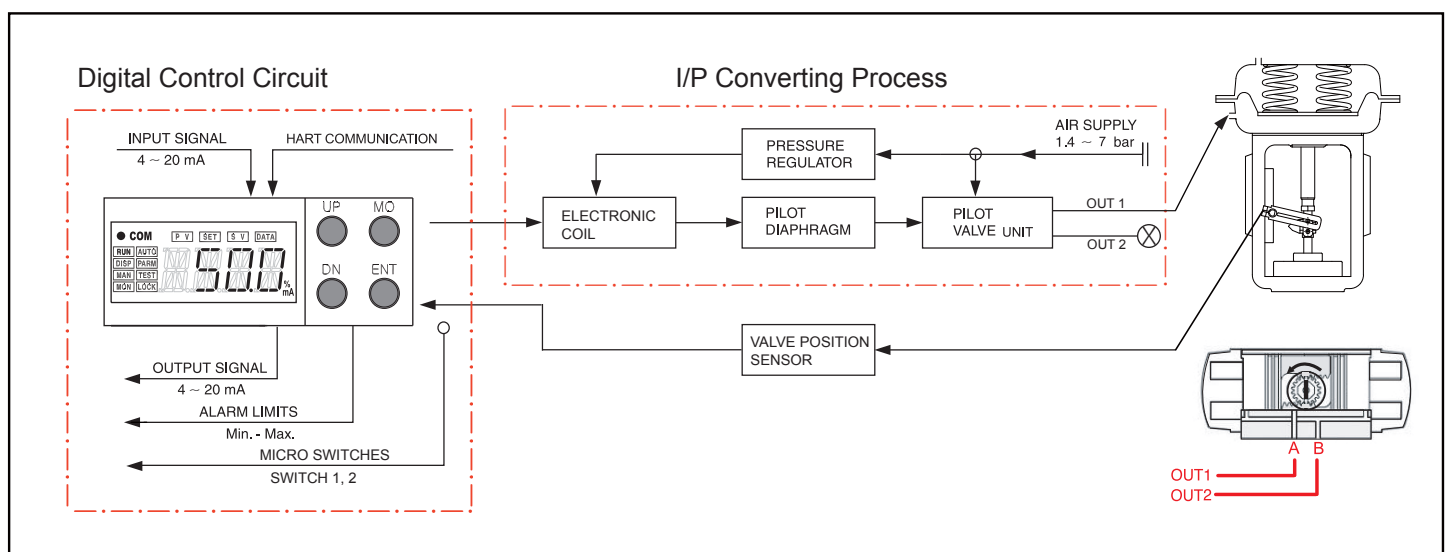 Digital Control Circuit
I/P Converting Process
INPUT SIGNAL
4 ~ 20 mA
HART COMMUNICATION
UP
MO
DN
ENT
COM
P V
SET
S V
DATA
RUN
AUTO
DISP
PARM
MAN
TEST
MON
LOCK
50.0
%
mA
OUTPUT SIGNAL
4 ~ 20 mA
ALARM LIMITS
Min. - Max.
MICRO SWITCHES
SWITCH 1, 2
PRESSURE
REGULATOR
AIR SUPPLY
1.4 ~ 7 bar
ELECTRONIC
COIL
PILOT
DIAPHRAGM
PILOT
VALVE UNIT
OUT 1
OUT 2
VALVE POSITION
SENSOR
A B
OUT1
OUT2